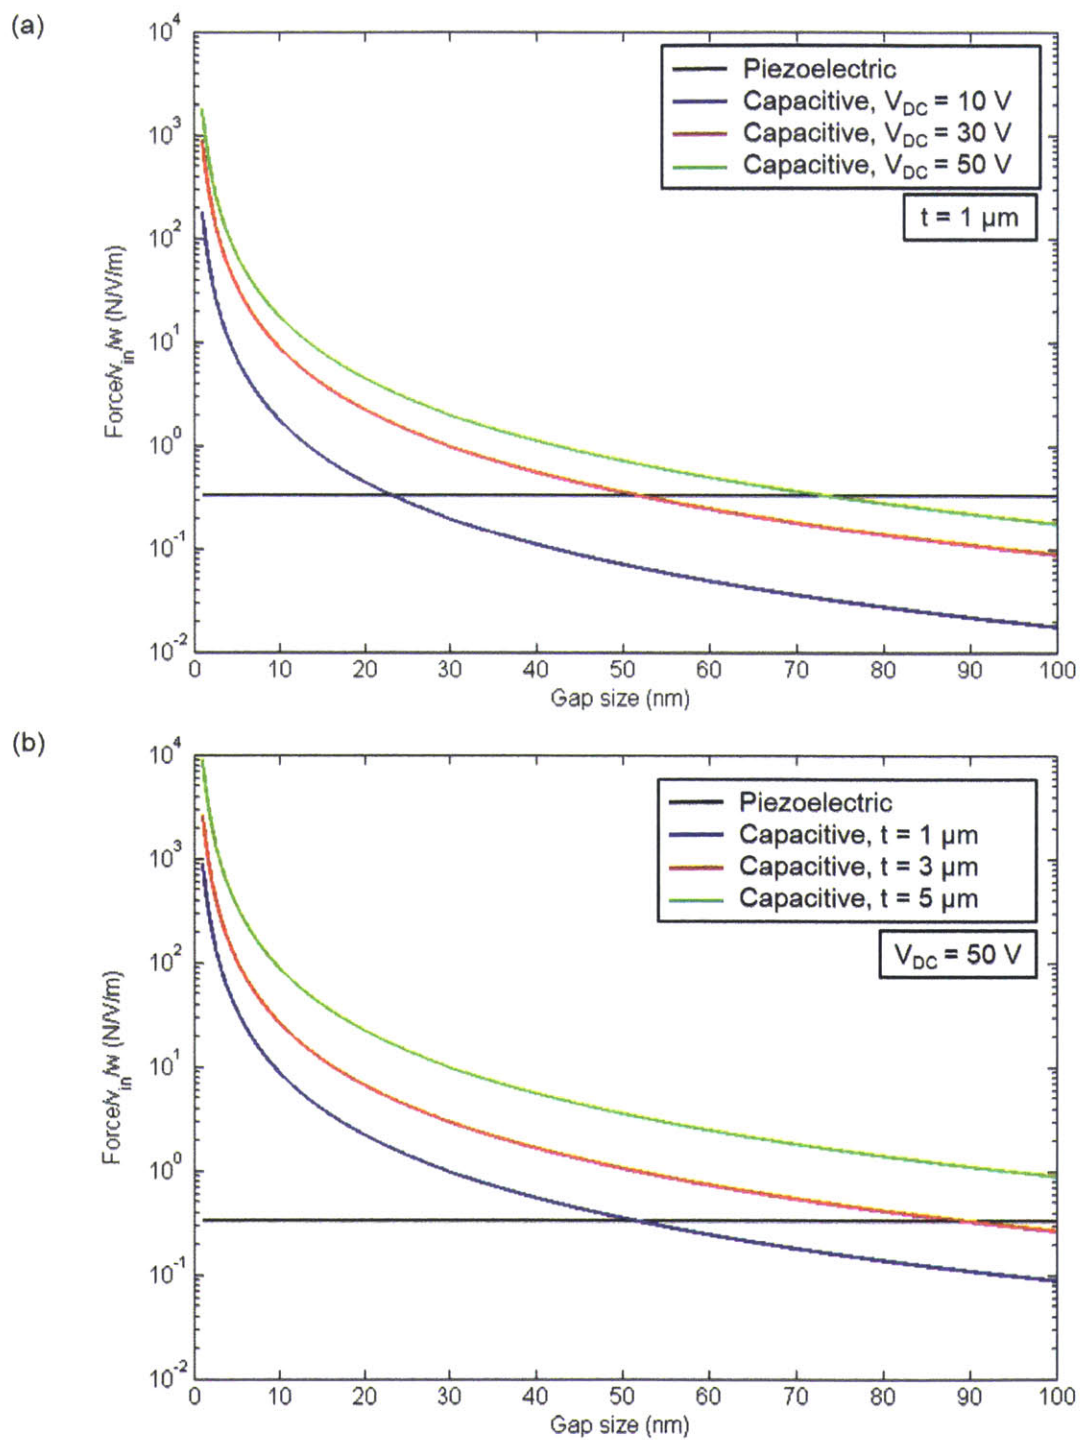 (a)
10^4
10^3
10^2
10^1
10^0
10^-1
10^-2
Force/v_in/w (N/V/m)
Piezoelectric
Capacitive, V_DC = 10 V
Capacitive, V_DC = 30 V
Capacitive, V_DC = 50 V
t = 1 µm
0 10 20 30 40 50 60 70 80 90 100
Gap size (nm)
(b)
10^4
10^3
10^2
10^1
10^0
10^-1
10^-2
Force/v_in/w (N/V/m)
Piezoelectric
Capacitive, t = 1 µm
Capacitive, t = 3 µm
Capacitive, t = 5 µm
V_DC = 50 V
0 10 20 30 40 50 60 70 80 90 100
Gap size (nm)